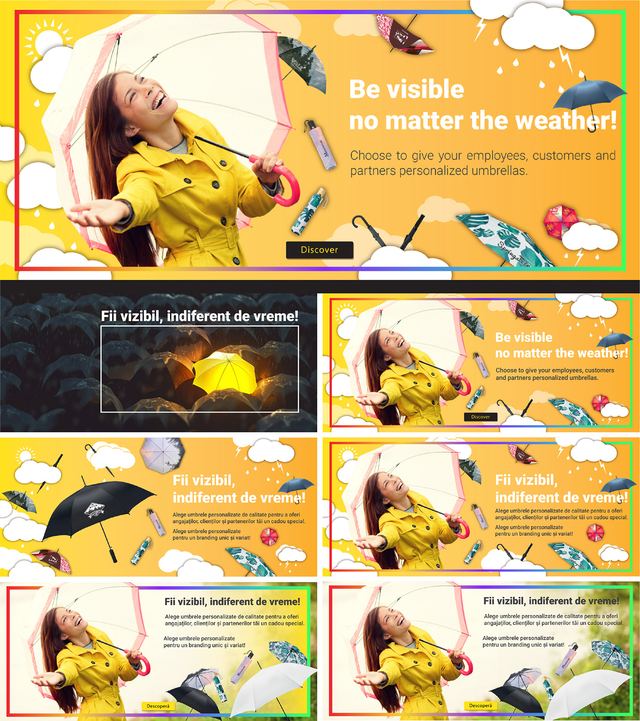 Be visible
no matter the weather!
Choose to give your employees, customers and
partners personalized umbrellas.
Discover
Fii vizibil, indiferent de vreme!
Be visible
no matter the weather!
Choose to give your employees, customers
and partners personalized umbrellas.
Discover
Fii vizibil,
indiferent de vreme!
Alege umbrele personalizate de calitate pentru a oferi
angajaților, clienților și partenerilor tăi un cadou special.
Alege umbrele personalizate
pentru un branding unic și variat!
Fii vizibil,
indiferent de vreme!
Alege umbrele personalizate de calitate pentru a oferi
angajaților, clienților și partenerilor tăi un cadou special.
Alege umbrele personalizate
pentru un branding unic și variat!
Fii vizibil, indiferent de vreme!
Alege umbrele personalizate de calitate pentru a oferi
angajaților, clienților și partenerilor tăi un cadou special.
Alege umbrele personalizate
pentru un branding unic și variat!
Descoperă
Fii vizibil, indiferent de vreme!
Alege umbrele personalizate de calitate pentru a oferi
angajaților, clienților și partenerilor tăi un cadou special.
Alege umbrele personalizate
pentru un branding unic și variat!
Descoperă